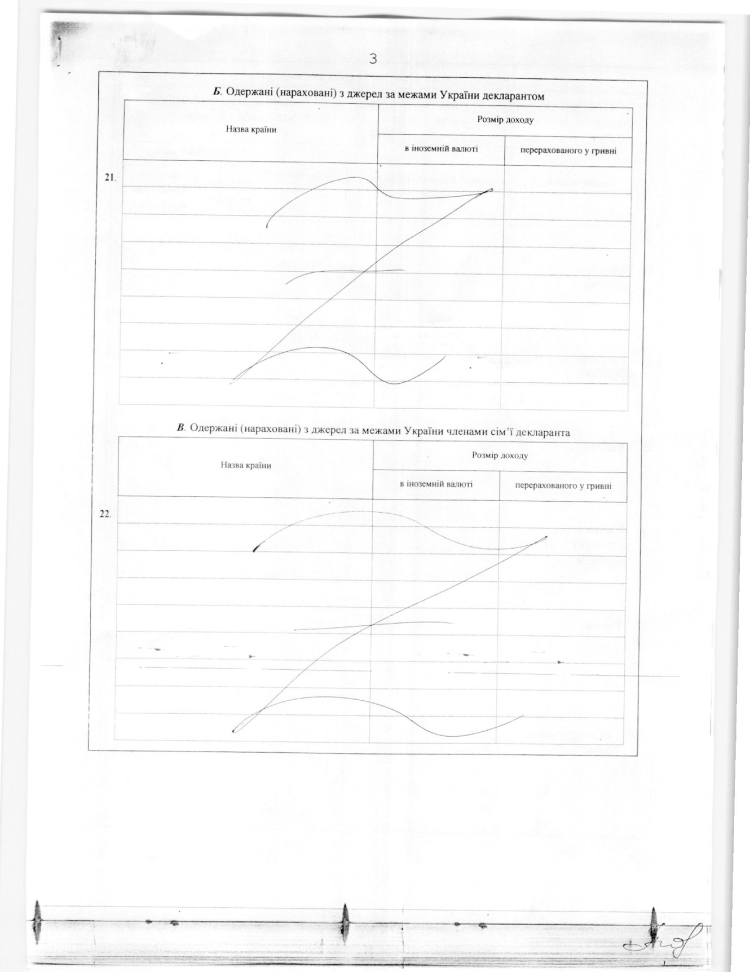 3
Б. Одержані (нараховані) з джерел за межами України декларантом
Назва країни
Розмір доходу
в іноземній валюті
перерахованого у гривні
21.
В. Одержані (нараховані) з джерел за межами України членами сім'ї декларанта
Назва країни
Розмір доходу
в іноземній валюті
перерахованого у гривні
22.